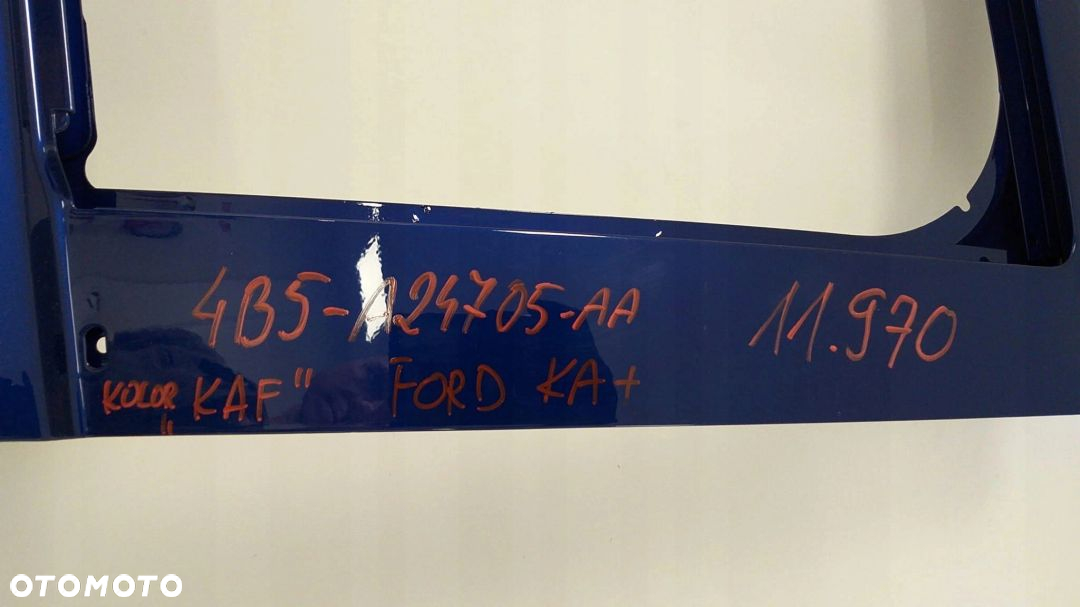 4B5-A24705-AA 11.970
KOLOR „KAF" FORD KA+
OTOMOTO